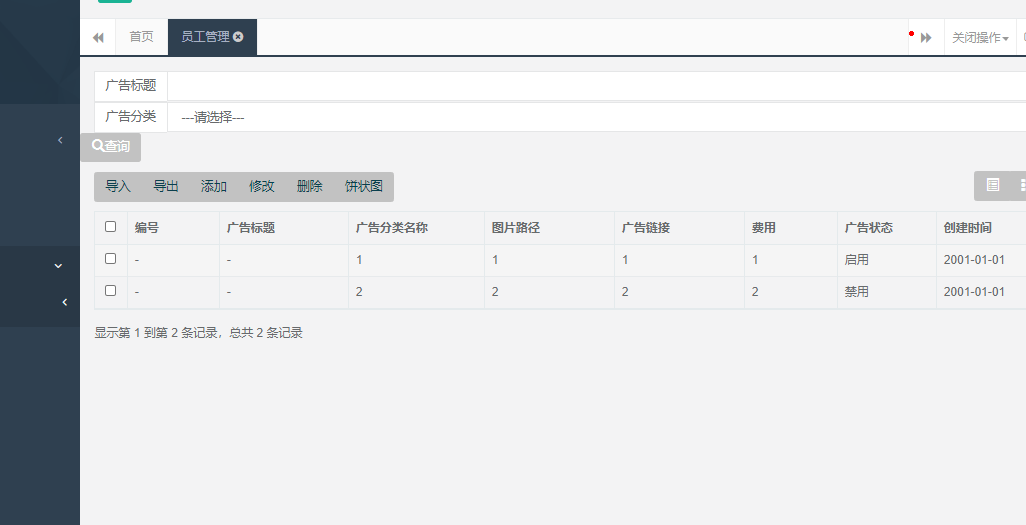 首页 员工管理 关闭操作
广告标题
广告分类 ---请选择---
查询
导入 导出 添加 修改 删除 饼状图
编号 广告标题 广告分类名称 图片路径 广告链接 费用 广告状态 创建时间
- - 1 1 1 1 启用 2001-01-01
- - 2 2 2 2 禁用 2001-01-01
显示第 1 到第 2 条记录，总共 2 条记录